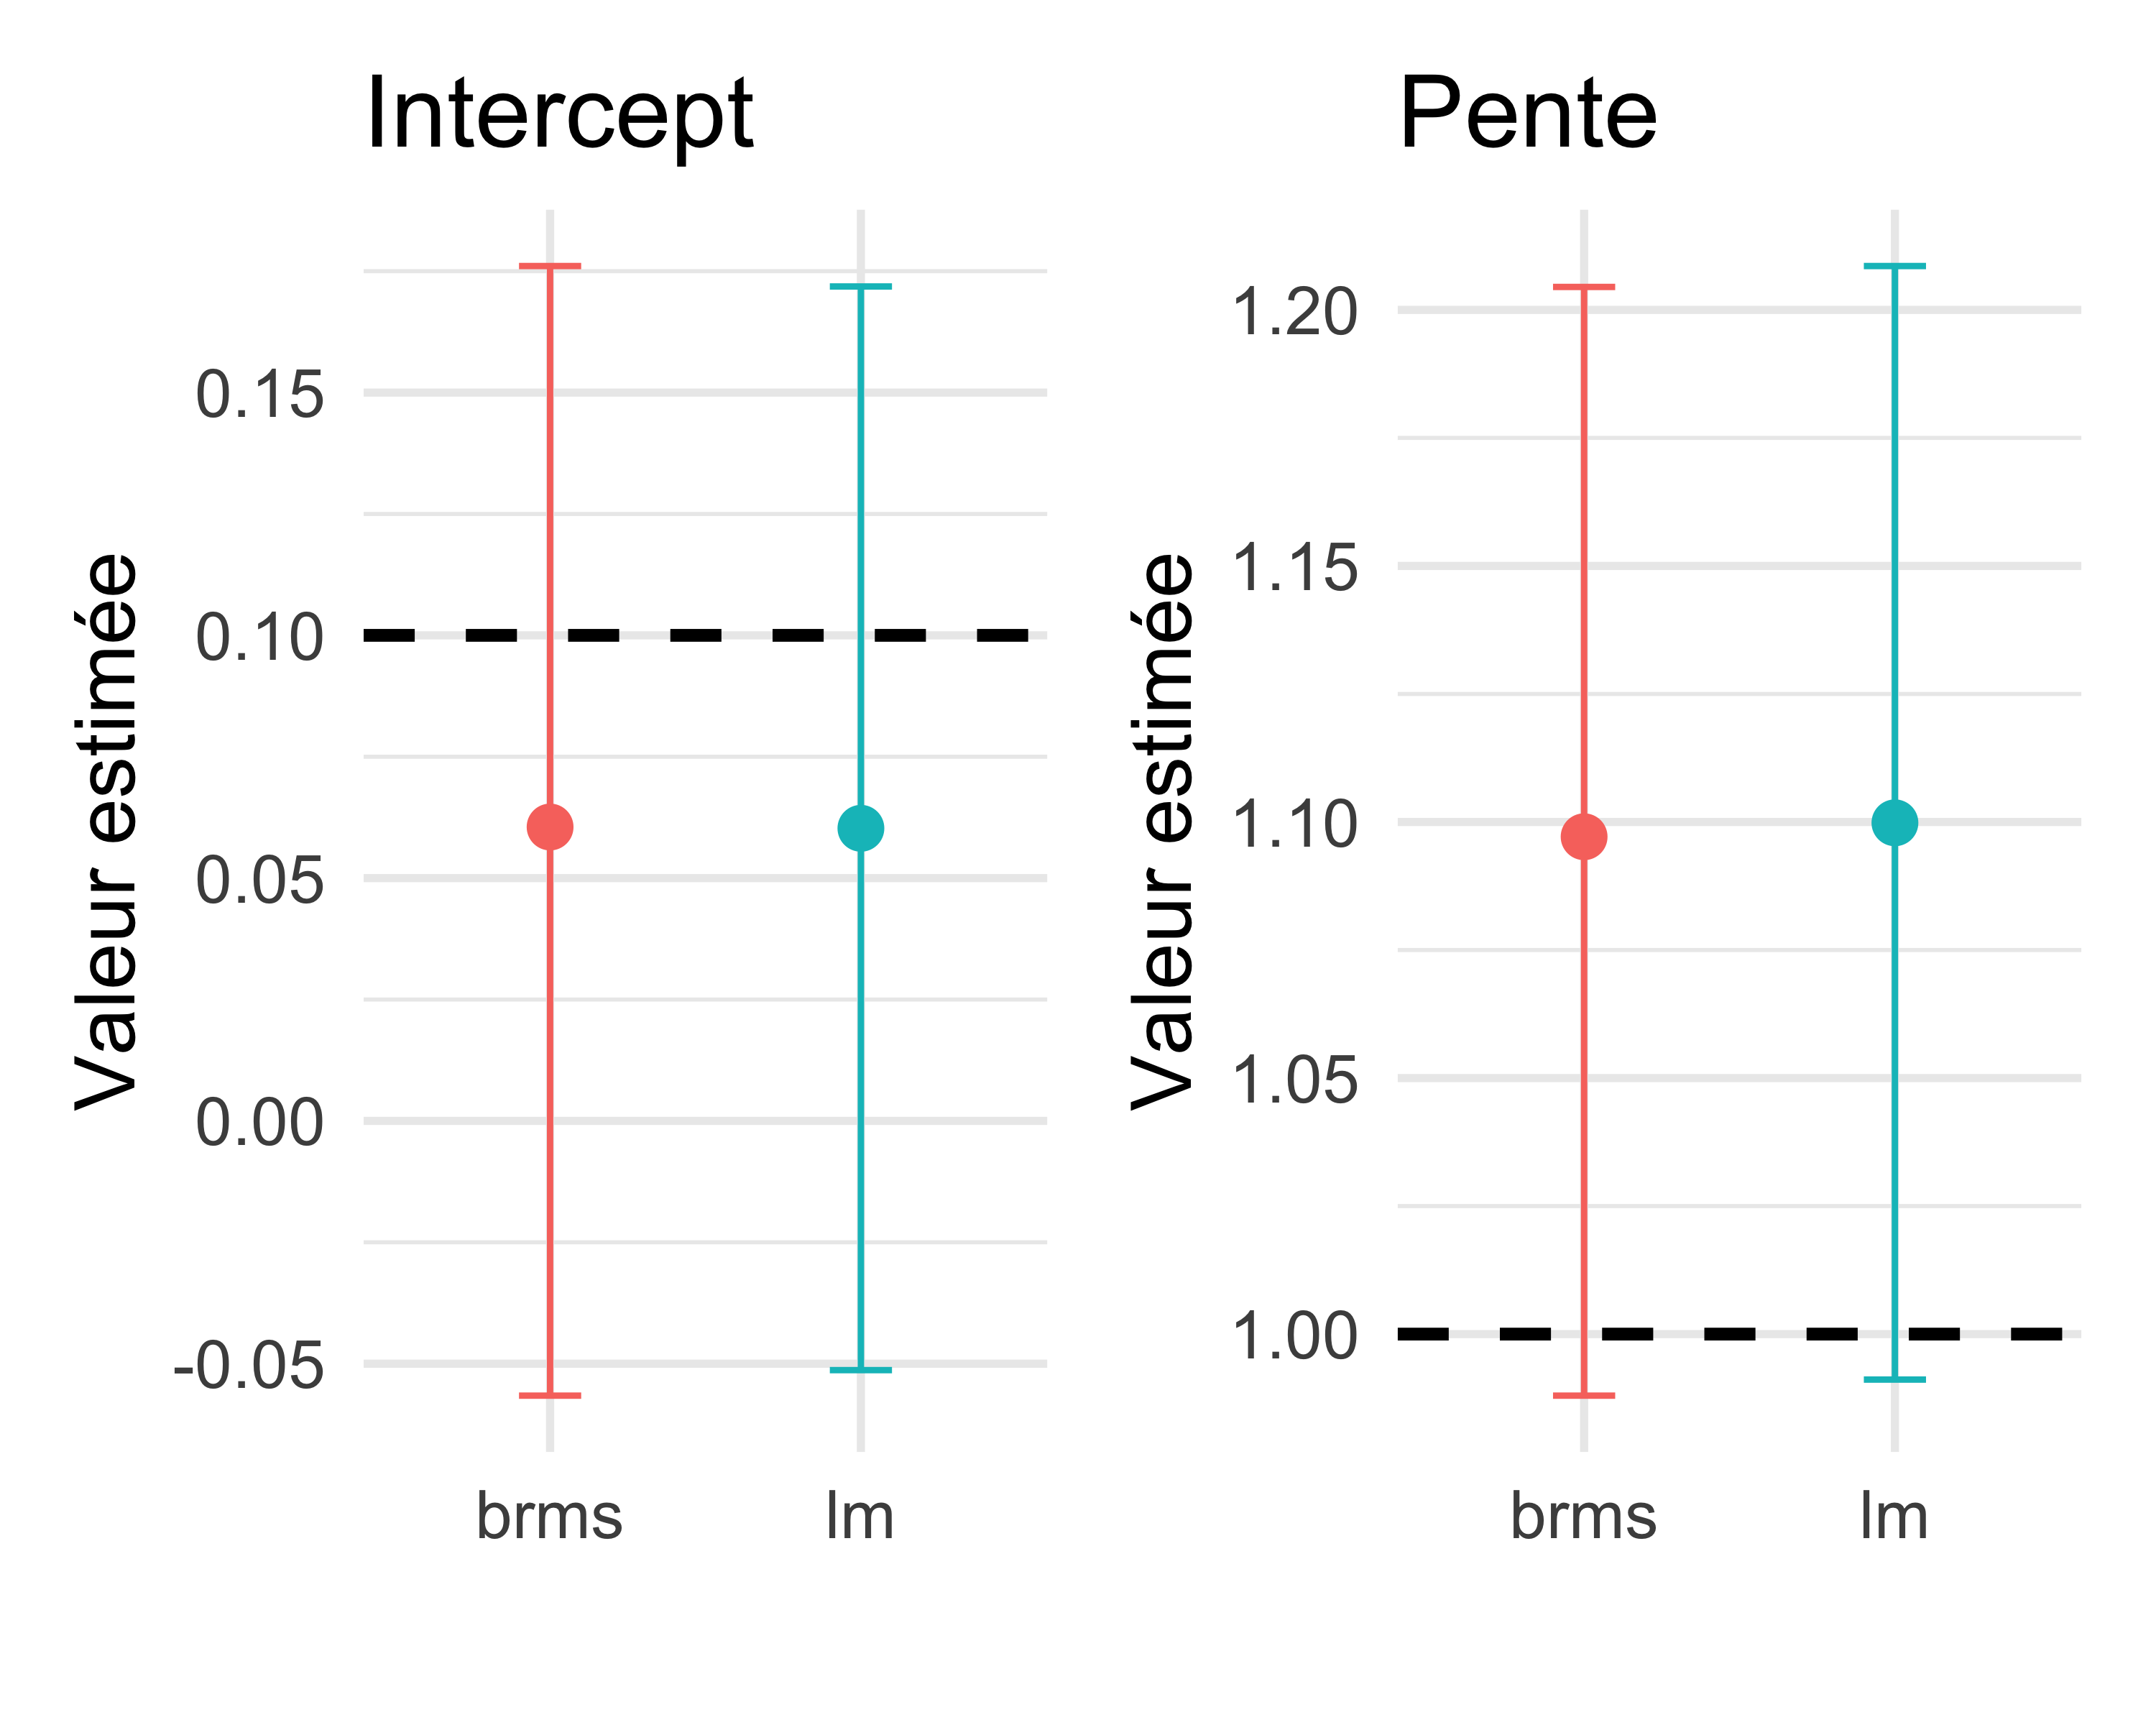 Intercept
Valeur estimée
0.15
0.10
0.05
0.00
-0.05
brms
lm
Pente
Valeur estimée
1.20
1.15
1.10
1.05
1.00
brms
lm